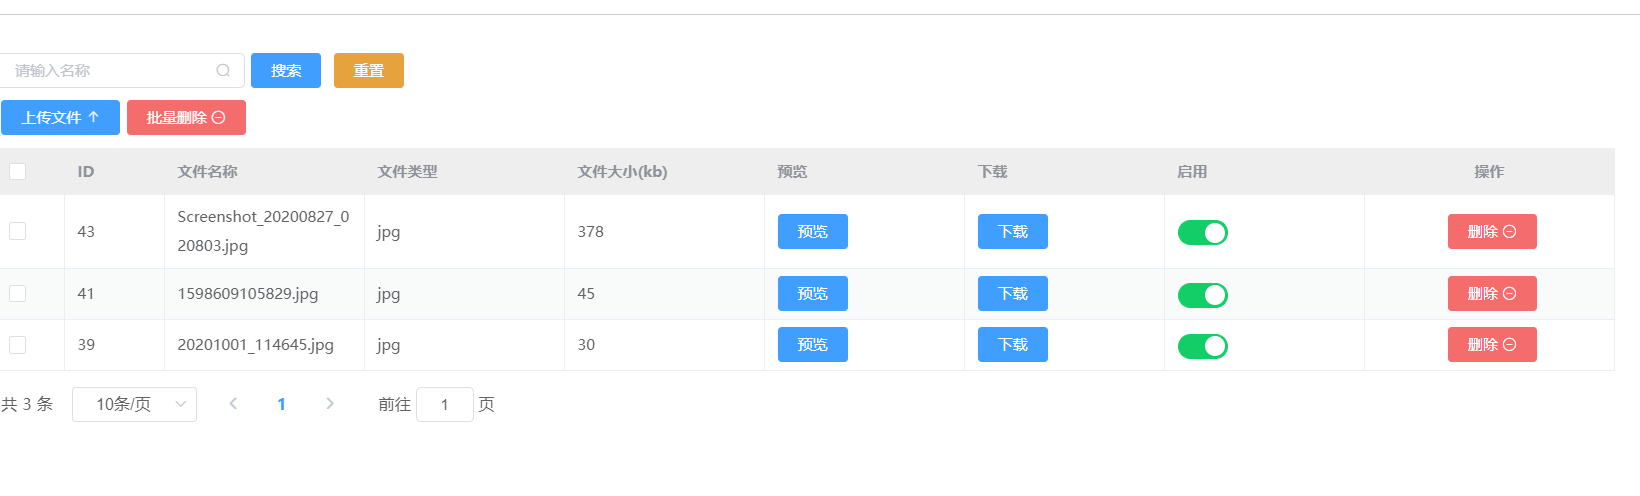 请输入名称 搜索 重置
上传文件 批量删除
ID 文件名称 文件类型 文件大小(kb) 预览 下载 启用 操作
43 Screenshot_20200827_0 jpg 378 预览 下载 删除
20803.jpg
41 1598609105829.jpg jpg 45 预览 下载 删除
39 20201001_114645.jpg jpg 30 预览 下载 删除
共 3 条 10条/页 1 前往 1 页